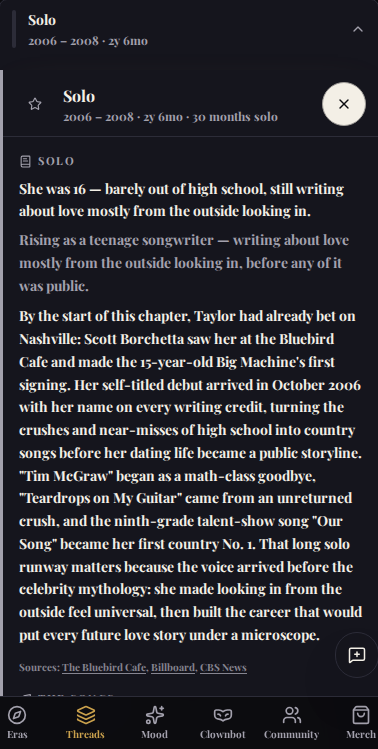 Solo
2006 – 2008 · 2y 6mo
Solo
2006 – 2008 · 2y 6mo · 30 months solo
SOLO
She was 16 — barely out of high school, still writing
about love mostly from the outside looking in.
Rising as a teenage songwriter — writing about love
mostly from the outside looking in, before any of it
was public.
By the start of this chapter, Taylor had already bet on
Nashville: Scott Borchetta saw her at the Bluebird
Cafe and made the 15-year-old Big Machine's first
signing. Her self-titled debut arrived in October 2006
with her name on every writing credit, turning the
crushes and near-misses of high school into country
songs before her dating life became a public storyline.
"Tim McGraw" began as a math-class goodbye,
"Teardrops on My Guitar" came from an unreturned
crush, and the ninth-grade talent-show song "Our
Song" became her first country No. 1. That long solo
runway matters because the voice arrived before the
celebrity mythology: she made looking in from the
outside feel universal, then built the career that would
put every future love story under a microscope.
Sources: The Bluebird Cafe, Billboard, CBS News
Eras
Threads
Mood
Clownbot
Community
Merch